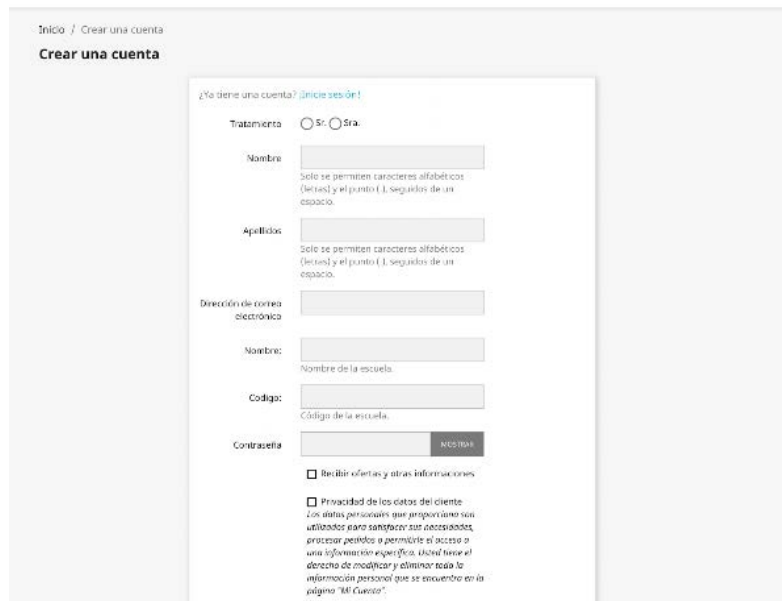 Inicio / Crear una cuenta
Crear una cuenta
¿Ya tiene una cuenta? ¡Inicie sesión!
Tratamiento Sr. Sra.
Nombre
Solo se permiten caracteres alfabéticos
(letras) y el punto (.), seguidos de un
espacio.
Apellidos
Solo se permiten caracteres alfabéticos
(letras) y el punto (.), seguidos de un
espacio.
Dirección de correo
electrónico
Nombre:
Nombre de la escuela.
Codigo:
Código de la escuela.
Contraseña MOSTRAR
Recibir ofertas y otras informaciones
Privacidad de los datos del cliente
Los datos personales que proporciona son
utilizados para satisfacer sus necesidades,
procesar pedidos o permitirle el acceso a
una información específica. Usted tiene el
derecho de modificar y eliminar toda la
información personal que se encuentra en la
página "Mi Cuenta".